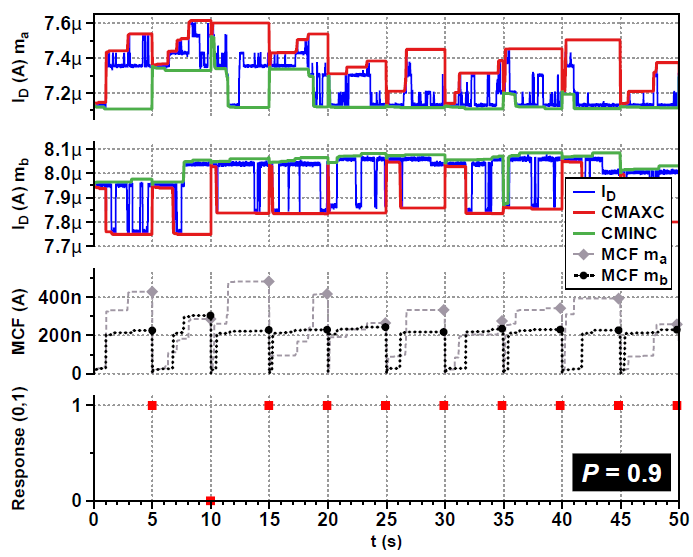 7.6µ
7.4µ
7.2µ
I_D (A) m_a
8.1µ
8.0µ
7.9µ
7.8µ
7.7µ
I_D (A) m_b
I_D
CMAXC
CMINC
MCF m_a
MCF m_b
400n
200n
0
MCF (A)
1
0
Response (0,1)
P = 0.9
0 5 10 15 20 25 30 35 40 45 50
t (s)